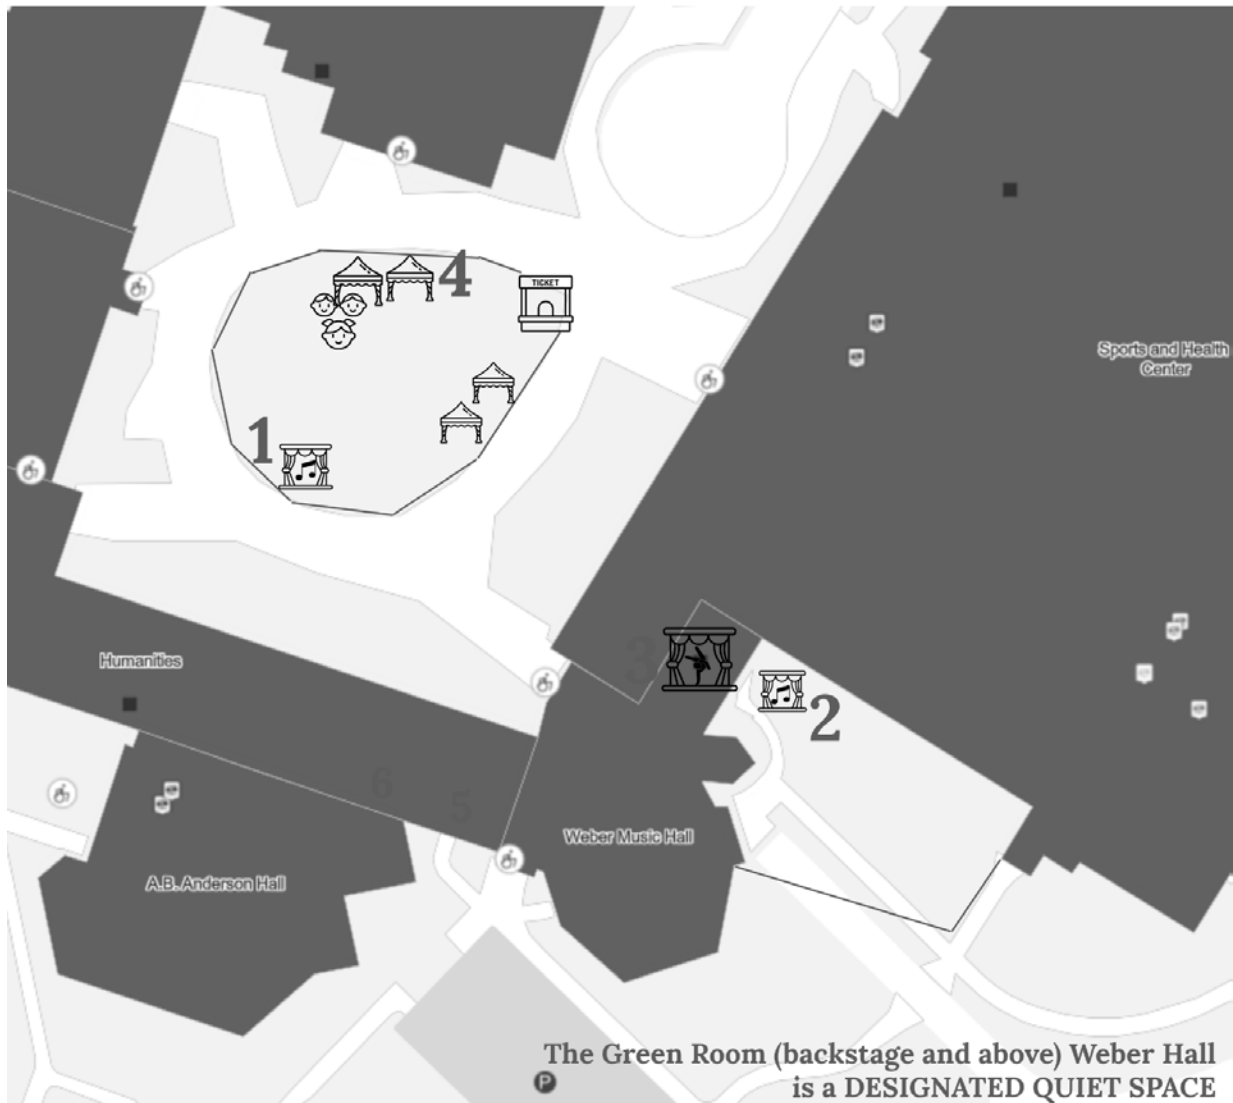 TICKET
4
1
Sports and Health
Center
Humanities
3
2
6
5
Weber Music Hall
A.B. Anderson Hall
P
The Green Room (backstage and above) Weber Hall
is a DESIGNATED QUIET SPACE